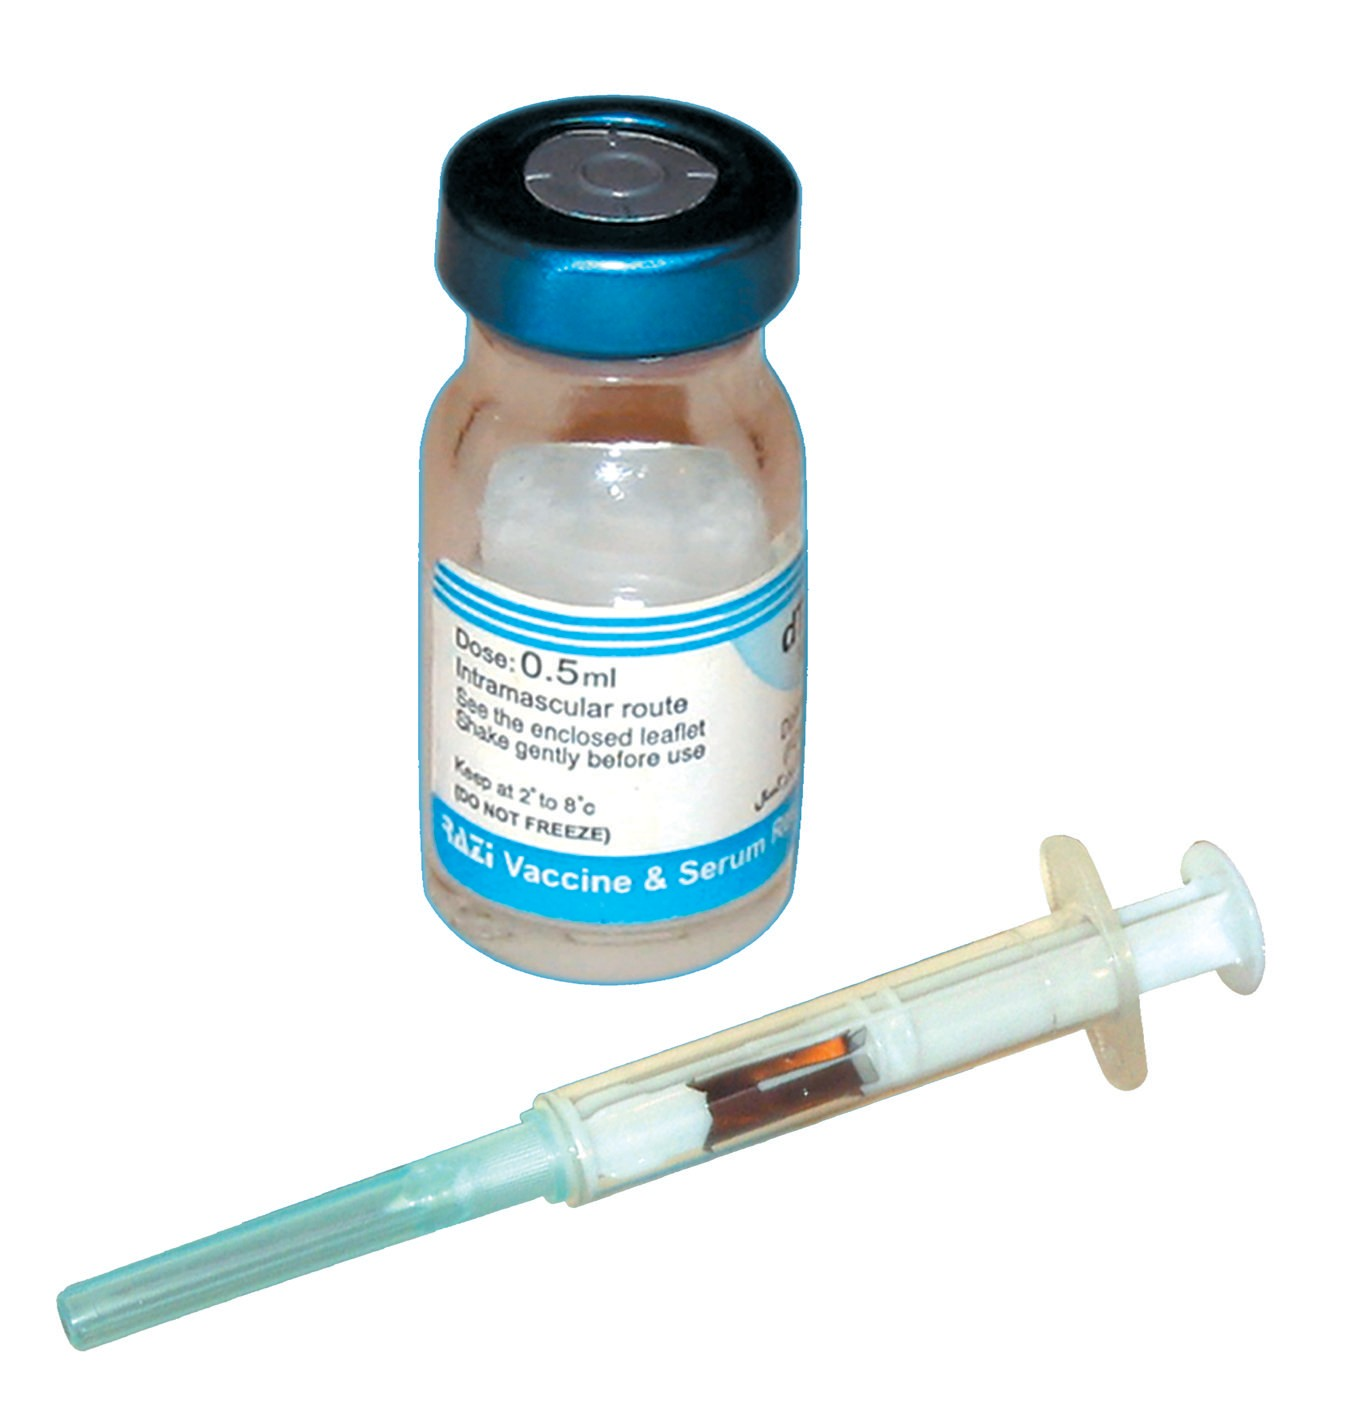 Dose: 0.5ml
Intramascular route
See the enclosed leaflet
Shake gently before use
Keep at 2° to 8°c
(DO NOT FREEZE)
RAZi Vaccine & Serum